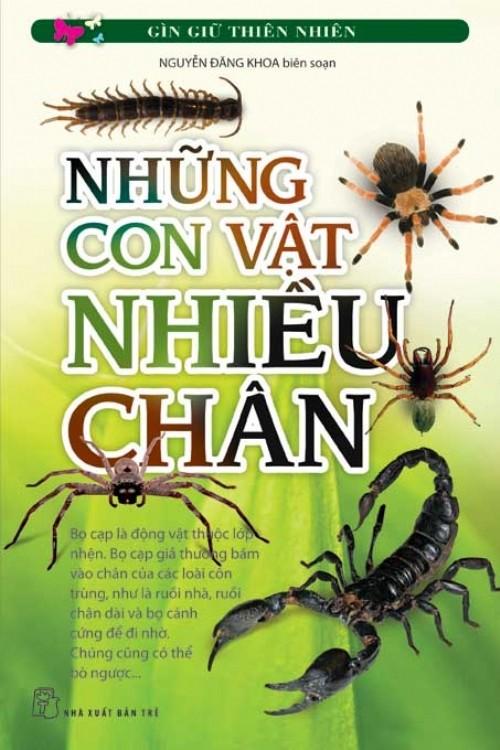 GÌN GIỮ THIÊN NHIÊN
NGUYỄN ĐĂNG KHOA biên soạn
NHỮNG
CON VẬT
NHIỀU
CHÂN
Bọ cạp là động vật thuộc lớp
nhện. Bọ cạp giả thường bám
vào chân của các loài côn
trùng, như là ruồi nhà, ruồi
chân dài và bọ cánh
cứng để đi nhờ.
Chúng cũng có thể
bò ngược...
NHÀ XUẤT BẢN TRẺ